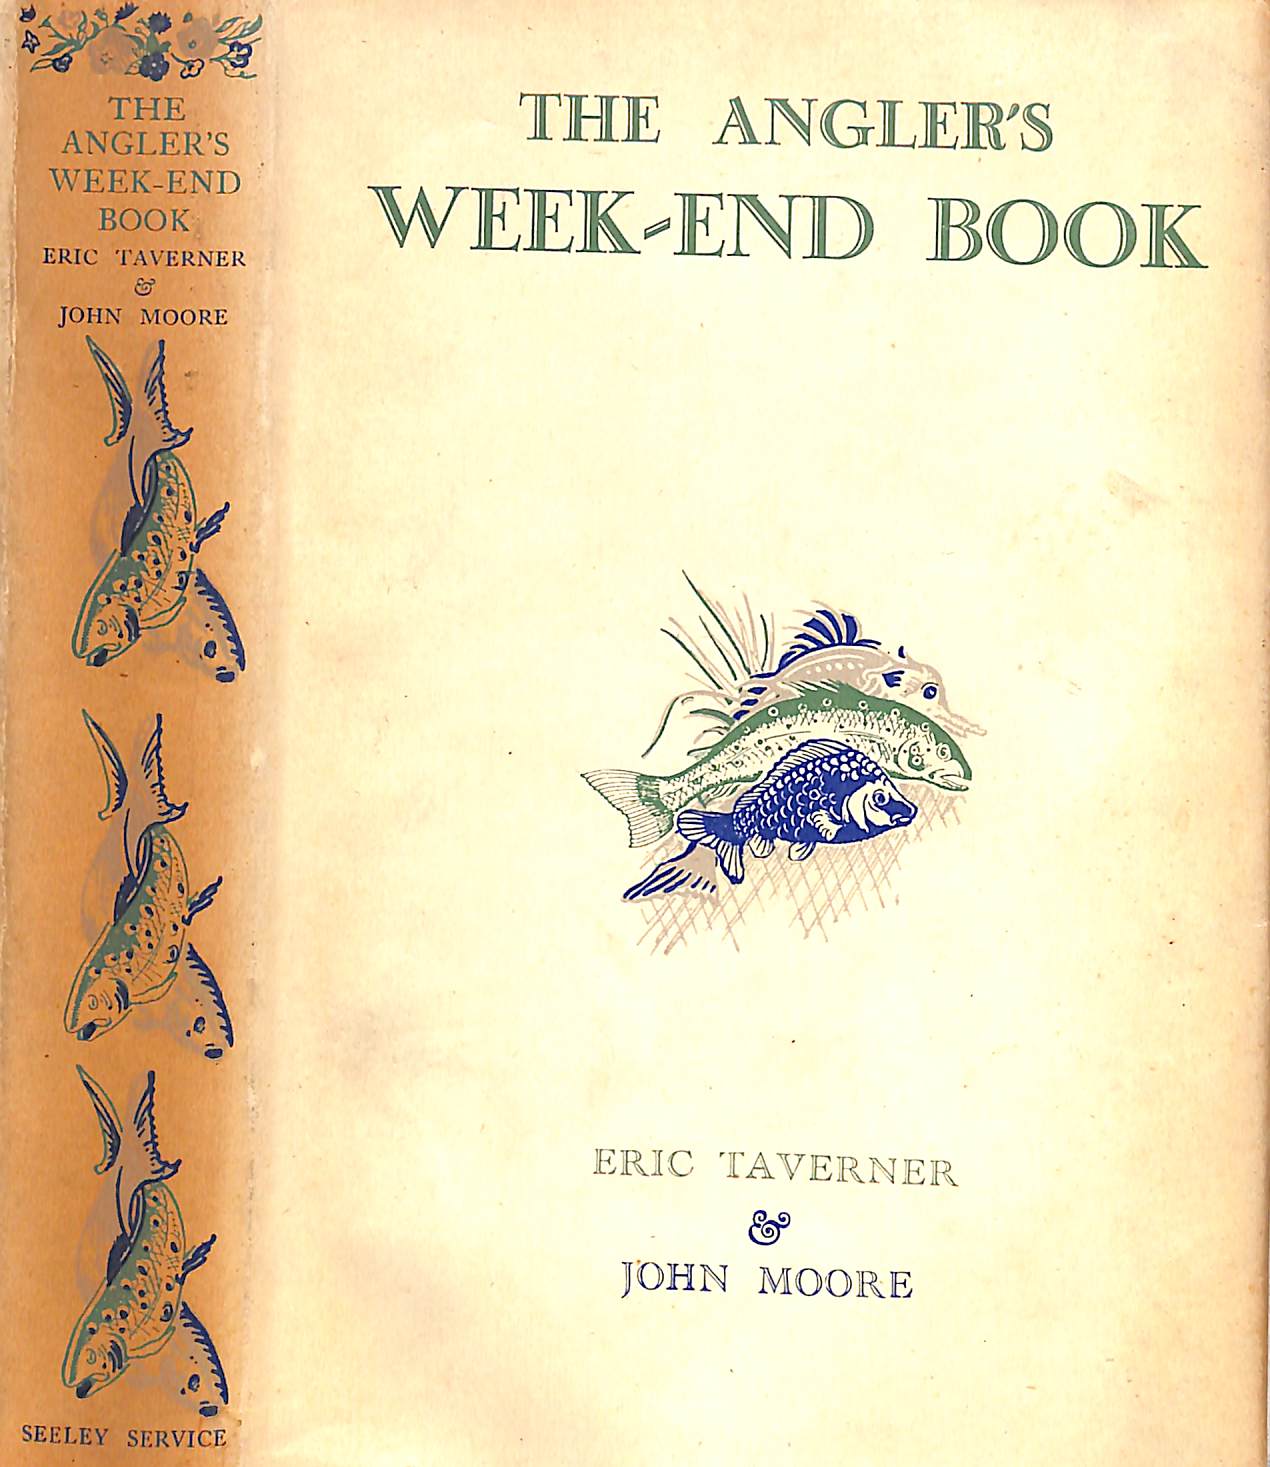 THE
ANGLER'S
WEEK-END
BOOK
ERIC TAVERNER
&
JOHN MOORE
SEELEY SERVICE
THE ANGLER'S
WEEK-END BOOK
ERIC TAVERNER
&
JOHN MOORE